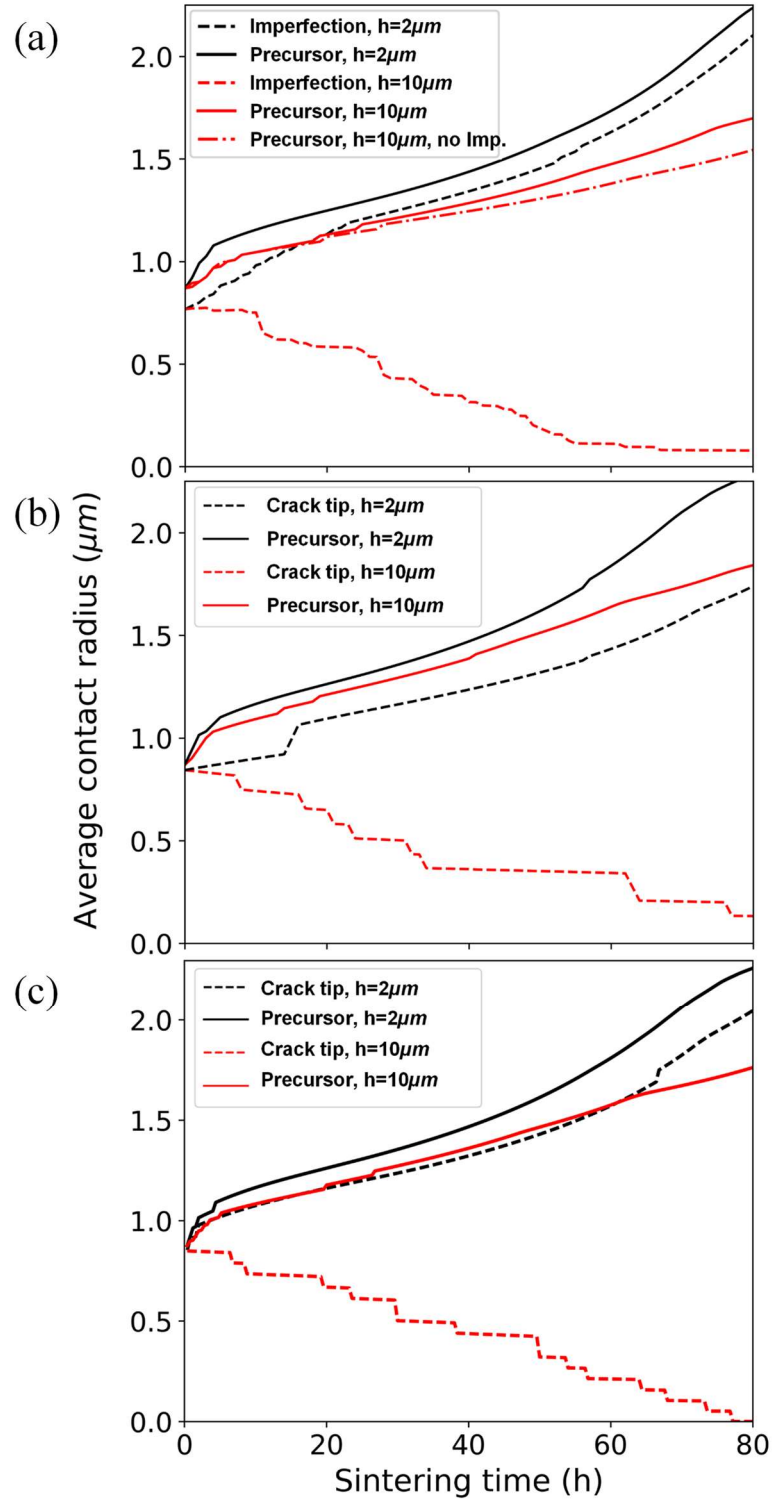 (a)
Imperfection, h=2μm
Precursor, h=2μm
Imperfection, h=10μm
Precursor, h=10μm
Precursor, h=10μm, no Imp.
2.0
1.5
1.0
0.5
0.0
(b)
Crack tip, h=2μm
Precursor, h=2μm
Crack tip, h=10μm
Precursor, h=10μm
2.0
1.5
1.0
0.5
0.0
Average contact radius (μm)
(c)
Crack tip, h=2μm
Precursor, h=2μm
Crack tip, h=10μm
Precursor, h=10μm
2.0
1.5
1.0
0.5
0.0
0 20 40 60 80
Sintering time (h)